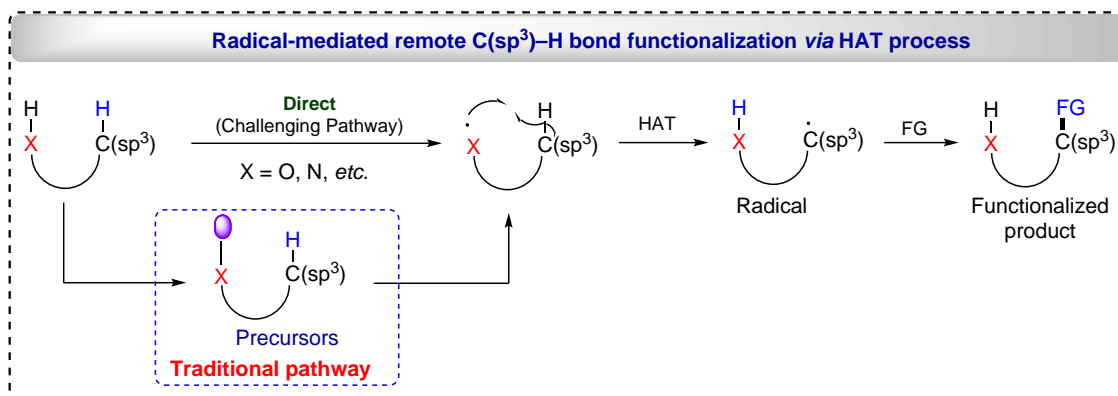 Radical-mediated remote C(sp³)–H bond functionalization via HAT process
H H Direct H H FG
X C(sp³) (Challenging Pathway) X C(sp³) HAT X C(sp³) FG X C(sp³)
X = O, N, etc.
Radical Functionalized
product
H
X C(sp³)
Precursors
Traditional pathway